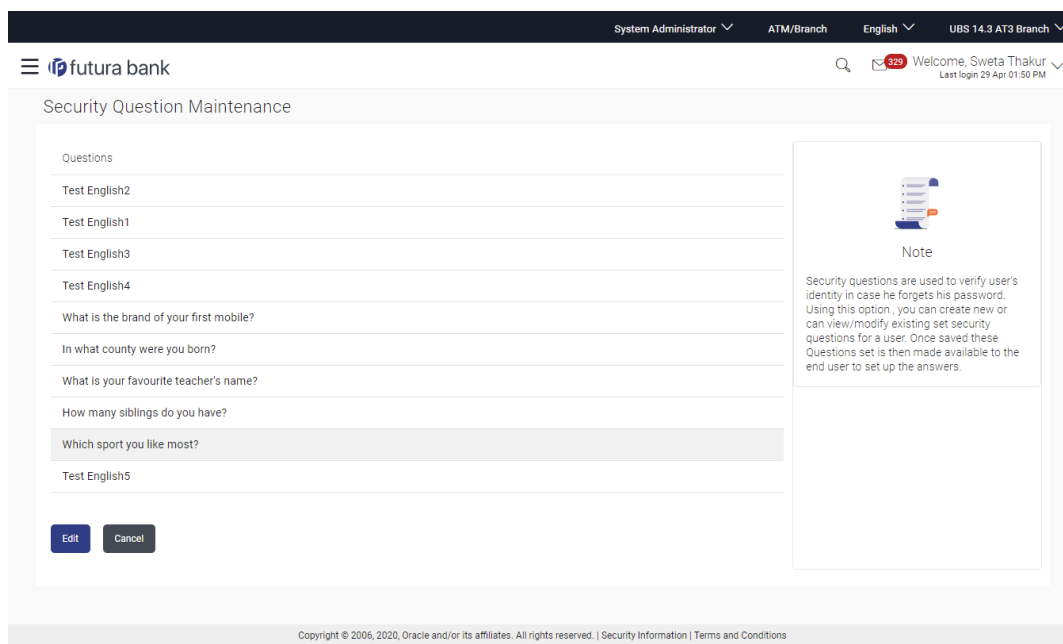 System Administrator ATM/Branch English UBS 14.3 AT3 Branch
futura bank 329 Welcome, Sweta Thakur
Last login 29 Apr 01:50 PM
Security Question Maintenance
Questions
Test English2
Test English1
Test English3
Test English4
What is the brand of your first mobile?
In what county were you born?
What is your favourite teacher's name?
How many siblings do you have?
Which sport you like most?
Test English5
Edit Cancel
Note
Security questions are used to verify user's
identity in case he forgets his password.
Using this option , you can create new or
can view/modify existing set security
questions for a user. Once saved these
Questions set is then made available to the
end user to set up the answers.
Copyright © 2006, 2020, Oracle and/or its affiliates. All rights reserved. | Security Information | Terms and Conditions